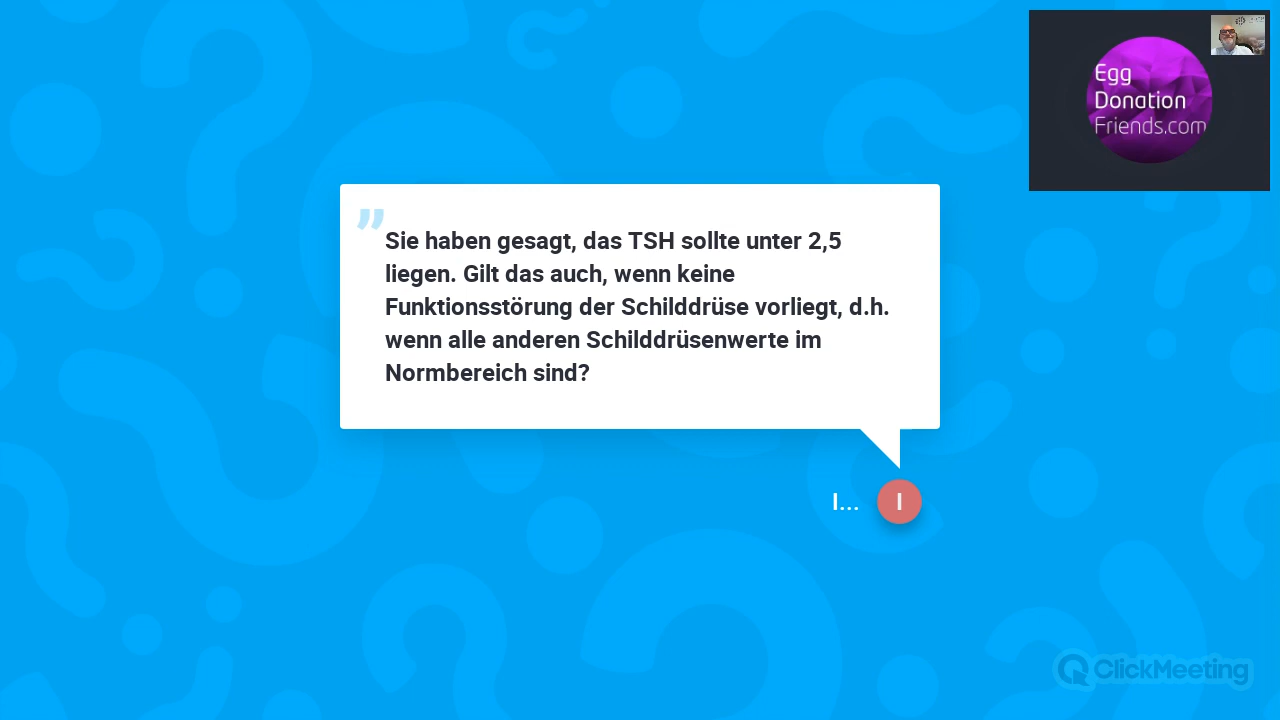 Egg
Donation
Friends.com
"
Sie haben gesagt, das TSH sollte unter 2,5
liegen. Gilt das auch, wenn keine
Funktionsstörung der Schilddrüse vorliegt, d.h.
wenn alle anderen Schilddrüsenwerte im
Normbereich sind?
I... I
ClickMeeting